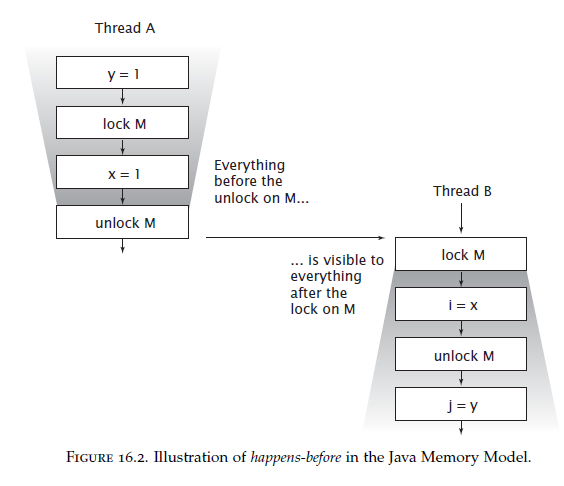 Thread A
y = 1
lock M
x = 1
unlock M
Everything
before the
unlock on M...
Thread B
lock M
... is visible to
everything
after the
lock on M
i = x
unlock M
j = y
FIGURE 16.2. Illustration of happens-before in the Java Memory Model.